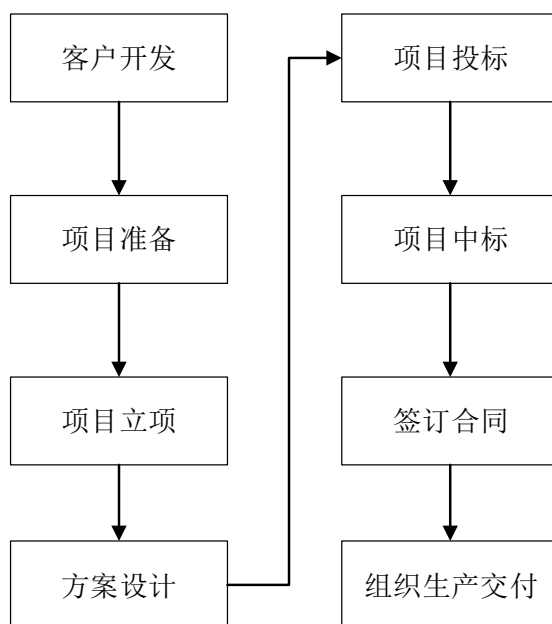 客户开发
项目准备
项目立项
方案设计
项目投标
项目中标
签订合同
组织生产交付